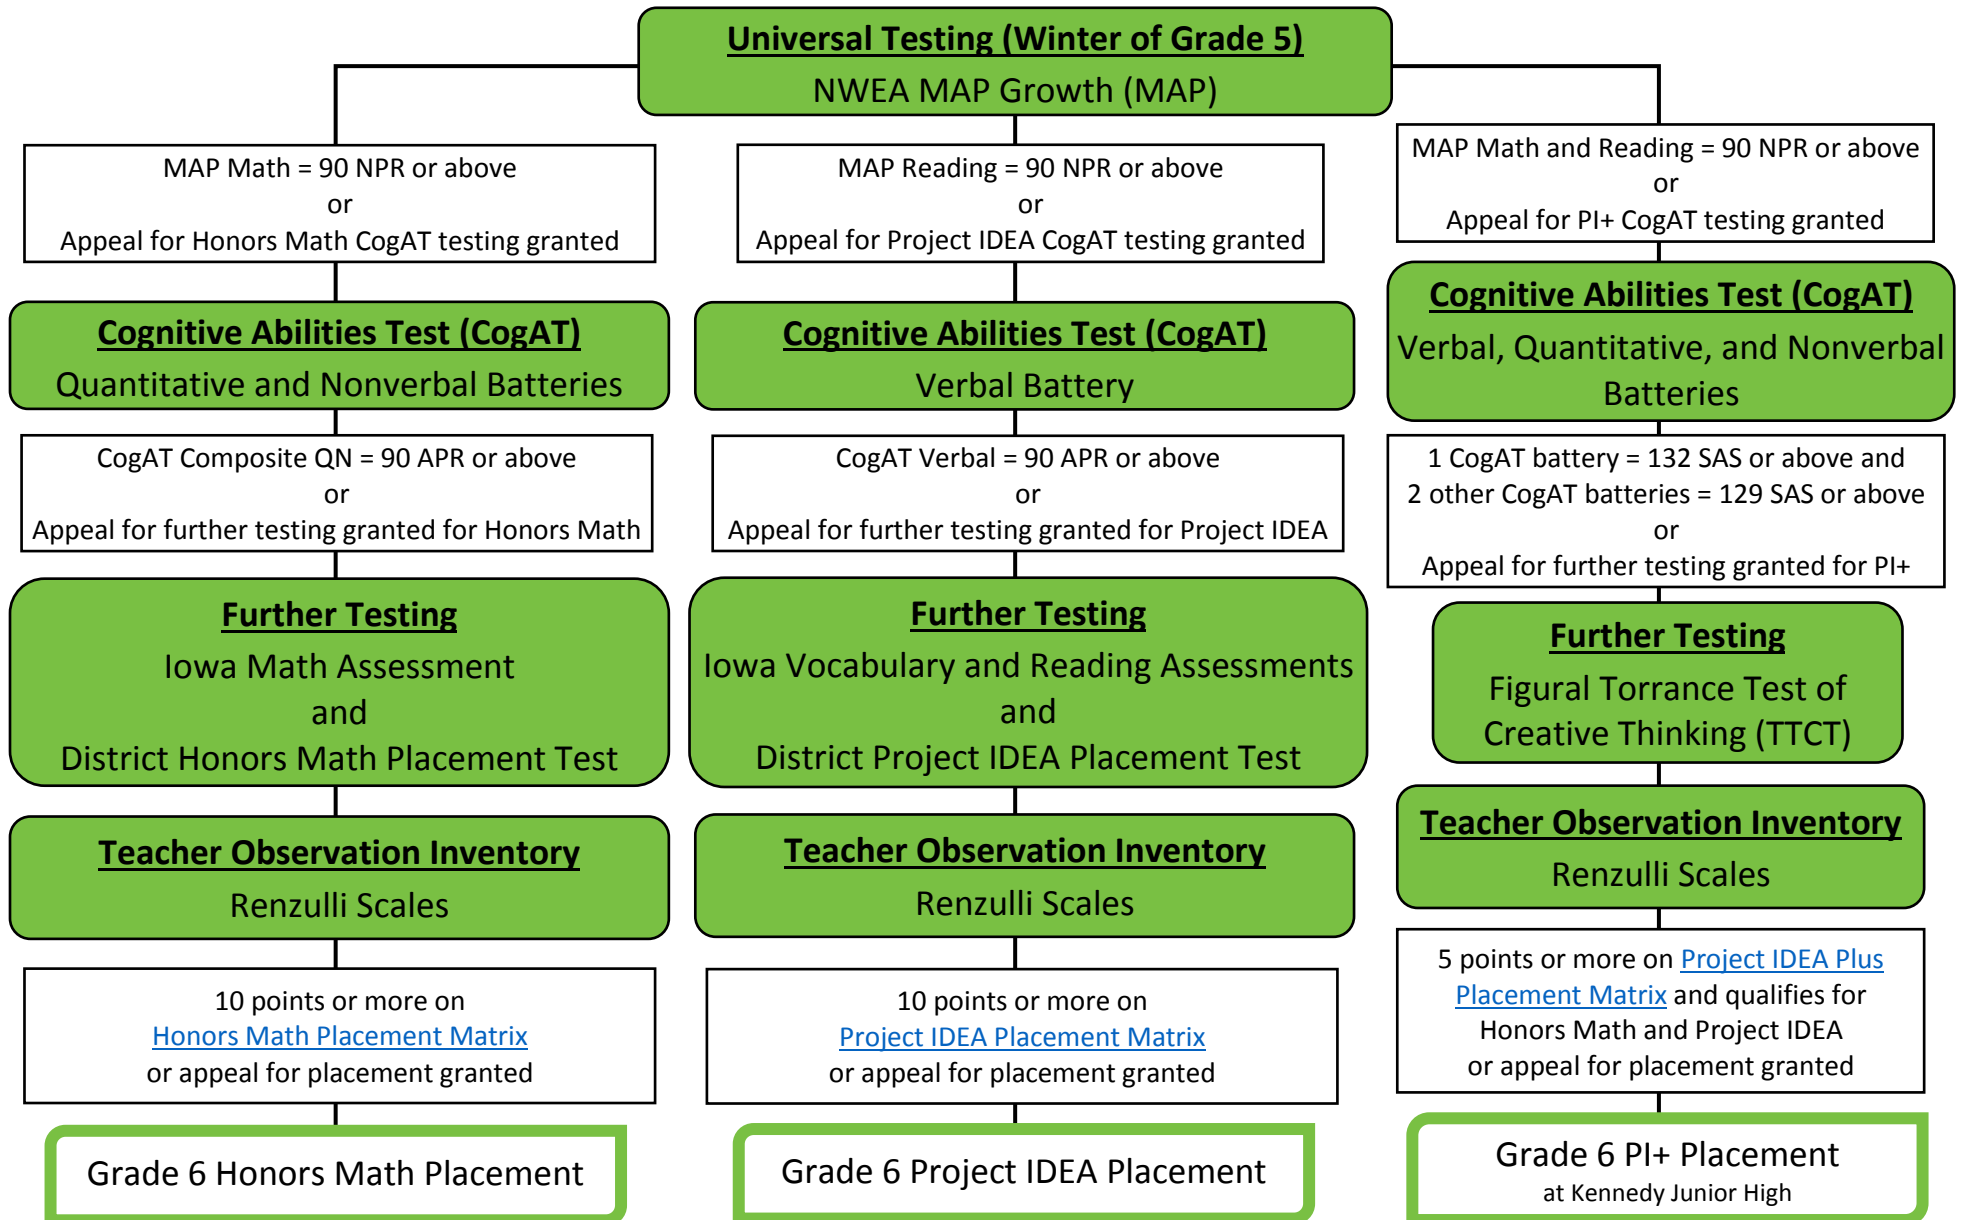 Universal Testing (Winter of Grade 5)
NWEA MAP Growth (MAP)
MAP Math = 90 NPR or above
or
Appeal for Honors Math CogAT testing granted
Cognitive Abilities Test (CogAT)
Quantitative and Nonverbal Batteries
CogAT Composite QN = 90 APR or above
or
Appeal for further testing granted for Honors Math
Further Testing
Iowa Math Assessment
and
District Honors Math Placement Test
Teacher Observation Inventory
Renzulli Scales
10 points or more on
Honors Math Placement Matrix
or appeal for placement granted
Grade 6 Honors Math Placement
MAP Reading = 90 NPR or above
or
Appeal for Project IDEA CogAT testing granted
Cognitive Abilities Test (CogAT)
Verbal Battery
CogAT Verbal = 90 APR or above
or
Appeal for further testing granted for Project IDEA
Further Testing
Iowa Vocabulary and Reading Assessments
and
District Project IDEA Placement Test
Teacher Observation Inventory
Renzulli Scales
10 points or more on
Project IDEA Placement Matrix
or appeal for placement granted
Grade 6 Project IDEA Placement
MAP Math and Reading = 90 NPR or above
or
Appeal for PI+ CogAT testing granted
Cognitive Abilities Test (CogAT)
Verbal, Quantitative, and Nonverbal
Batteries
1 CogAT battery = 132 SAS or above and
2 other CogAT batteries = 129 SAS or above
or
Appeal for further testing granted for PI+
Further Testing
Figural Torrance Test of
Creative Thinking (TTCT)
Teacher Observation Inventory
Renzulli Scales
5 points or more on Project IDEA Plus
Placement Matrix and qualifies for
Honors Math and Project IDEA
or appeal for placement granted
Grade 6 PI+ Placement
at Kennedy Junior High